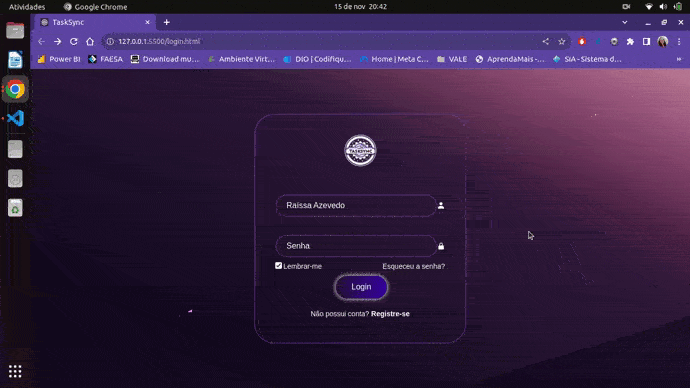 Atividades
Google Chrome
15 de nov 20:42
TaskSync
127.0.0.1:5500/login.html
Power BI
FAESA
Download mu...
Ambiente Virt...
DIO | Codifiqu...
Home | Meta C...
VALE
AprendaMais -...
SIA - Sistema d...
TASKSYNC
Raíssa Azevedo
Senha
Lembrar-me
Esqueceu a senha?
Login
Não possui conta? Registre-se